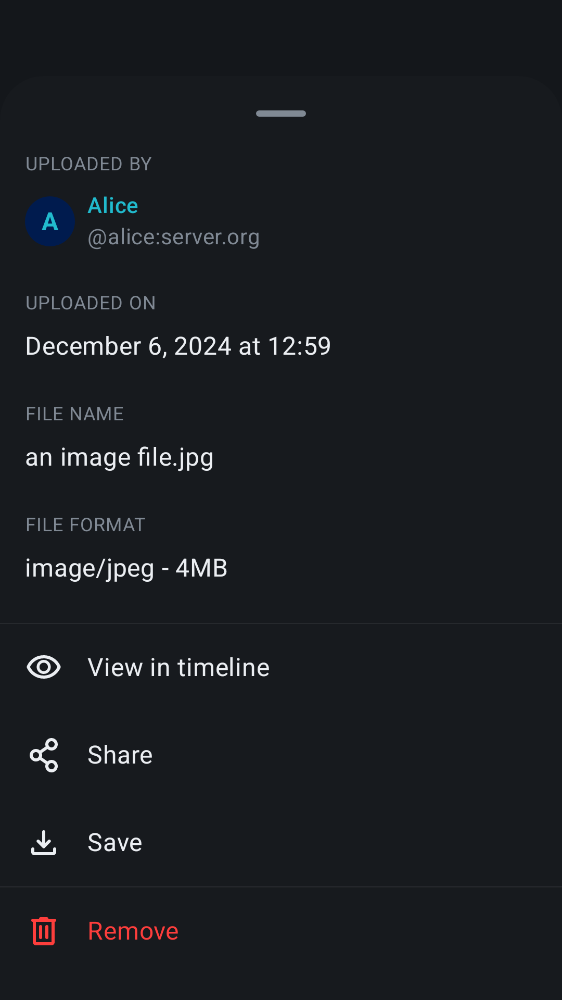 UPLOADED BY
A
Alice
@alice:server.org
UPLOADED ON
December 6, 2024 at 12:59
FILE NAME
an image file.jpg
FILE FORMAT
image/jpeg - 4MB
View in timeline
Share
Save
Remove